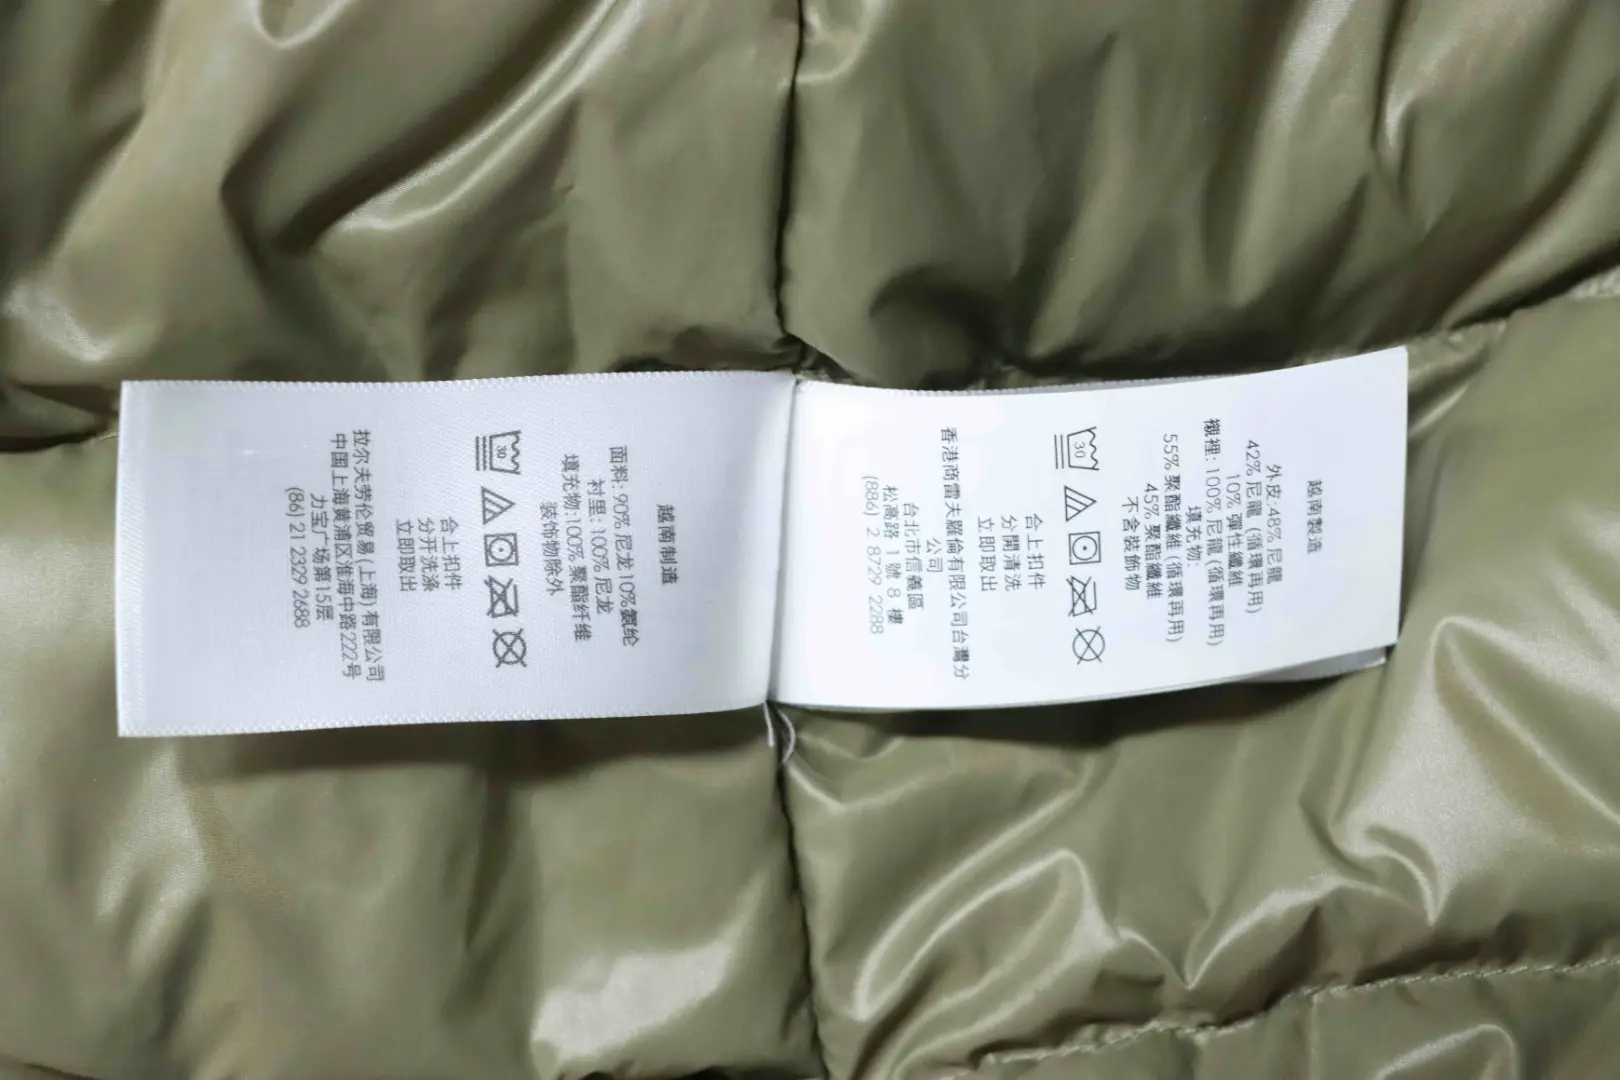 越南制造
面料: 90% 尼龙 10%氨纶
衬里: 100% 尼龙
填充物:100% 聚酯纤维
装饰物除外
30
合上扣件
分开洗涤
立即取出
拉尔夫劳伦贸易(上海)有限公司
中国上海黄浦区淮海中路222号
力宝广场第15层
(86) 21 2329 2688
越南製造
外皮:48% 尼龍
42% 尼龍 (循環再用)
10% 彈性纖維
襯裡: 100% 尼龍 (循環再用)
填充物:
55% 聚酯纖維 (循環再用)
45% 聚酯纖維
不含裝飾物
30
合上扣件
分開清洗
立即取出
香港商雷夫羅倫有限公司台灣分
公司
台北市信義區
松高路 1 號 8 樓
(886) 2 8729 2288